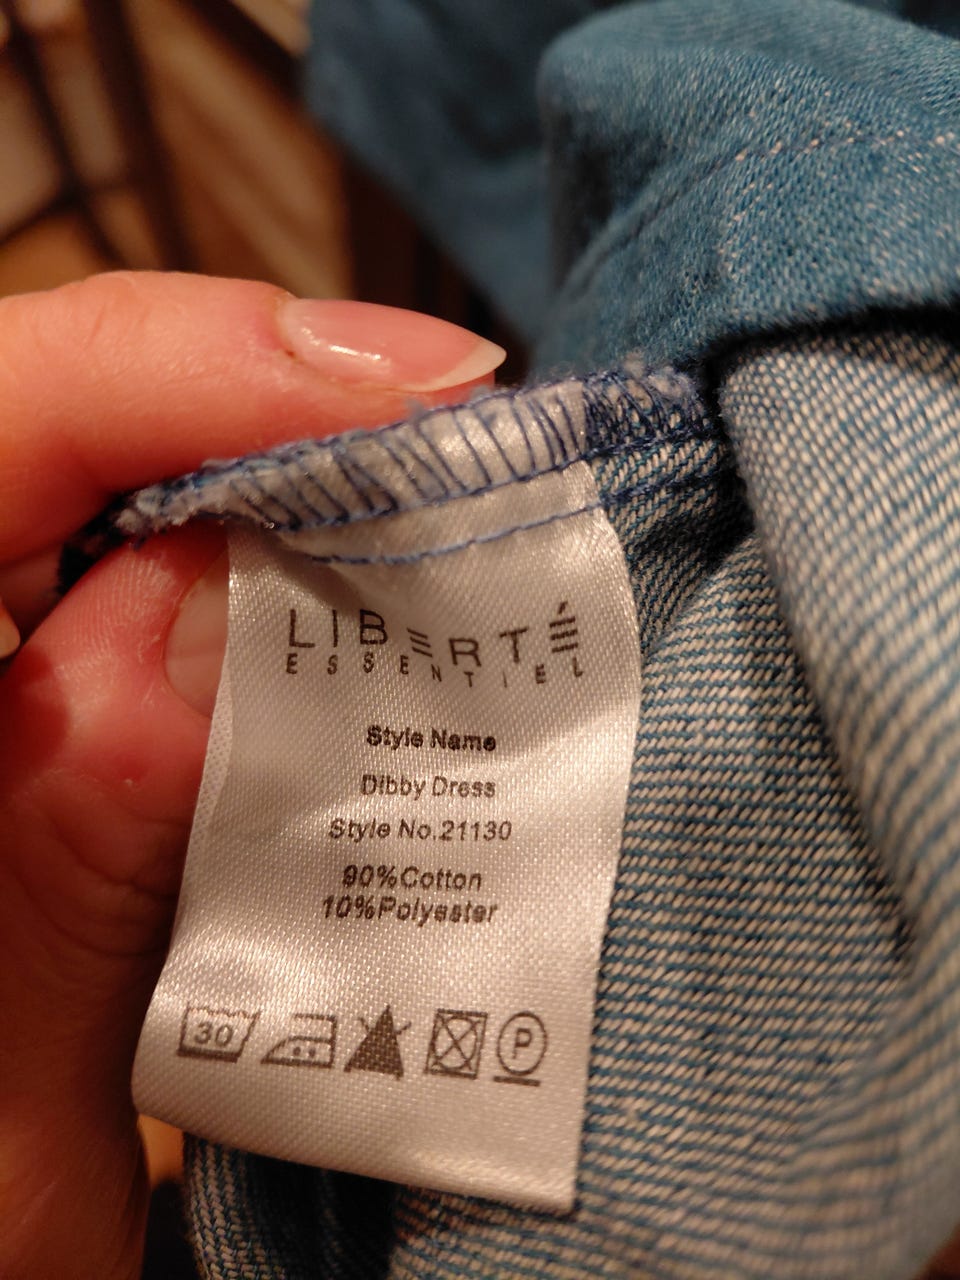 LIBERTÉ
ESSENTIEL
Style Name
Dibby Dress
Style No.21130
90%Cotton
10%Polyester
30 P